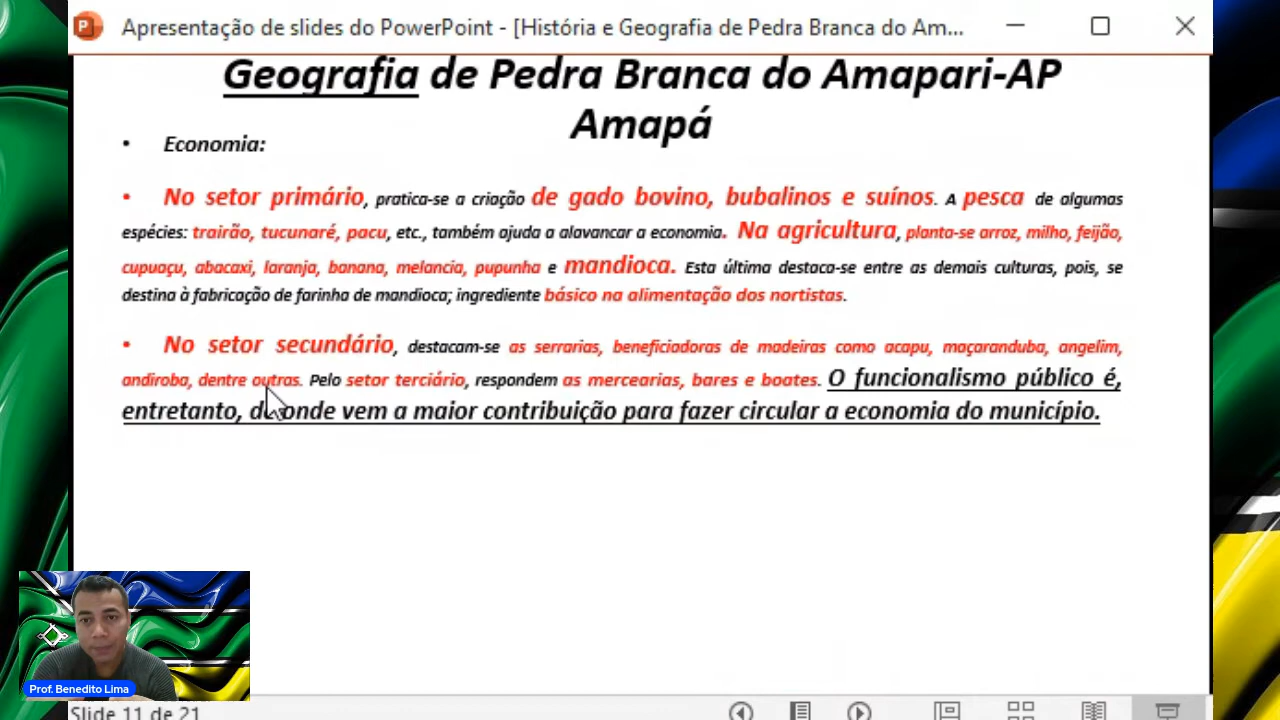 Apresentação de slides do PowerPoint - [História e Geografia de Pedra Branca do Am...
Geografia de Pedra Branca do Amapari-AP
Amapá
• Economia:
• No setor primário, pratica-se a criação de gado bovino, bubalinos e suínos. A pesca de algumas
espécies: trairão, tucunaré, pacu, etc., também ajuda a alavancar a economia. Na agricultura, planta-se arroz, milho, feijão,
cupuaçu, abacaxi, laranja, banana, melancia, pupunha e mandioca. Esta última destaca-se entre as demais culturas, pois, se
destina à fabricação de farinha de mandioca; ingrediente básico na alimentação dos nortistas.
• No setor secundário, destacam-se as serrarias, beneficiadoras de madeiras como acapu, maçaranduba, angelim,
andiroba, dentre outras. Pelo setor terciário, respondem as mercearias, bares e boates. O funcionalismo público é,
entretanto, de onde vem a maior contribuição para fazer circular a economia do município.
Prof. Benedito Lima
Slide 11 de 21